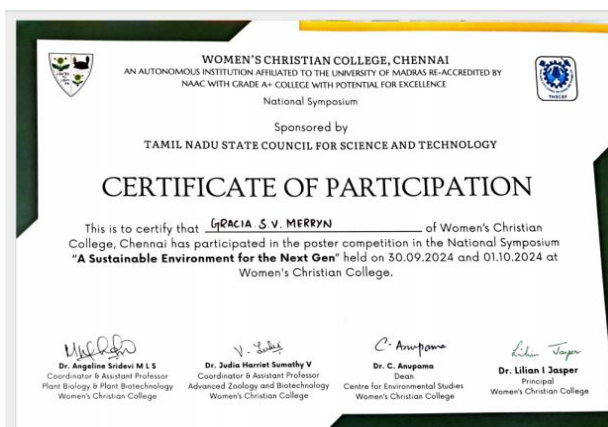 WOMEN'S CHRISTIAN COLLEGE, CHENNAI
AN AUTONOMOUS INSTITUTION AFFILIATED TO THE UNIVERSITY OF MADRAS RE-ACCREDITED BY
NAAC WITH GRADE A+ COLLEGE WITH POTENTIAL FOR EXCELLENCE
National Symposium
Sponsored by
TAMIL NADU STATE COUNCIL FOR SCIENCE AND TECHNOLOGY
CERTIFICATE OF PARTICIPATION
This is to certify that GRACIA S.V. MERRYN of Women's Christian
College, Chennai has participated in the poster competition in the National Symposium
"A Sustainable Environment for the Next Gen" held on 30.09.2024 and 01.10.2024 at
Women's Christian College.
V. Judia
C. Anupama
Lilian Jasper
Dr. Angeline Sridevi M L S
Coordinator & Assistant Professor
Plant Biology & Plant Biotechnology
Women's Christian College
Dr. Judia Harriet Sumathy V
Coordinator & Assistant Professor
Advanced Zoology and Biotechnology
Women's Christian College
Dr. C. Anupama
Dean
Centre for Environmental Studies
Women's Christian College
Dr. Lilian I Jasper
Principal
Women's Christian College